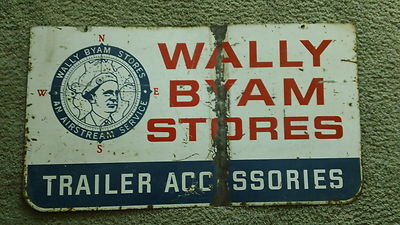 N
W
E
S
WALLY BYAM STORES
AN AIRSTREAM SERVICE
WALLY
BYAM
STORES
TRAILER ACCESSORIES